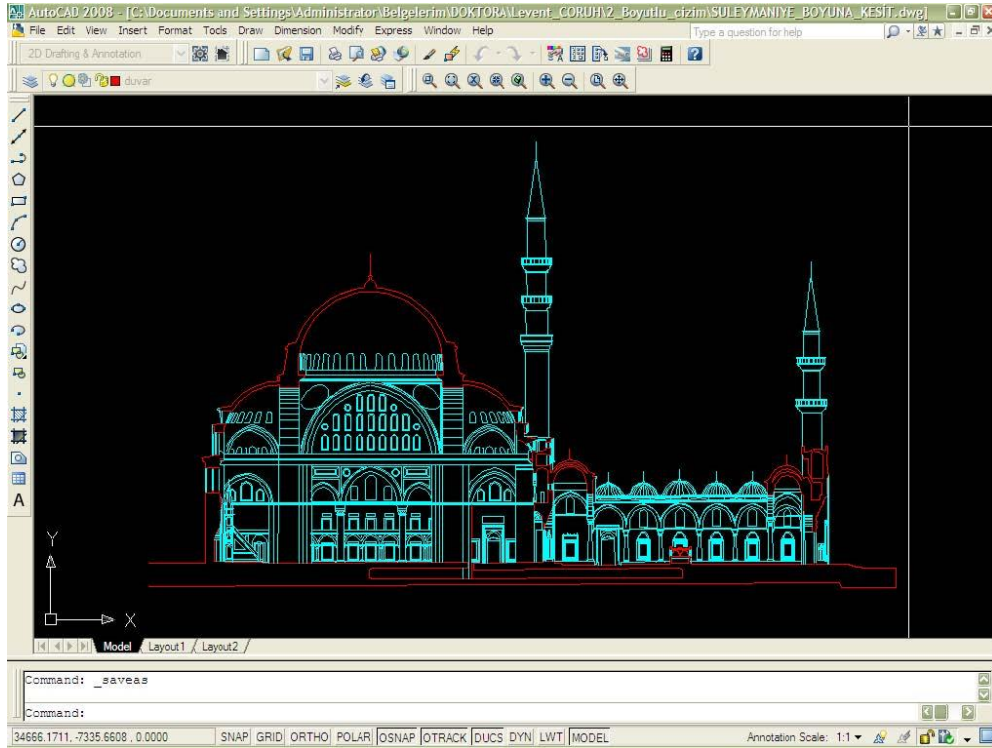 AutoCAD 2008 - [C:\Documents and Settings\Administrator\Belgelerim\DOKTORA\Levent_CORUH\2_Boyutlu_cizim\SULEYMANIYE_BOYUNA_KESİT.dwg]
File Edit View Insert Format Tools Draw Dimension Modify Express Window Help Type a question for help
2D Drafting & Annotation
duvar
A
Y
X
Model Layout1 Layout2
Command: _saveas
Command:
34666.1711, -7335.6608 , 0.0000 SNAP GRID ORTHO POLAR OSNAP OTRACK DUCS DYN LWT MODEL Annotation Scale: 1:1